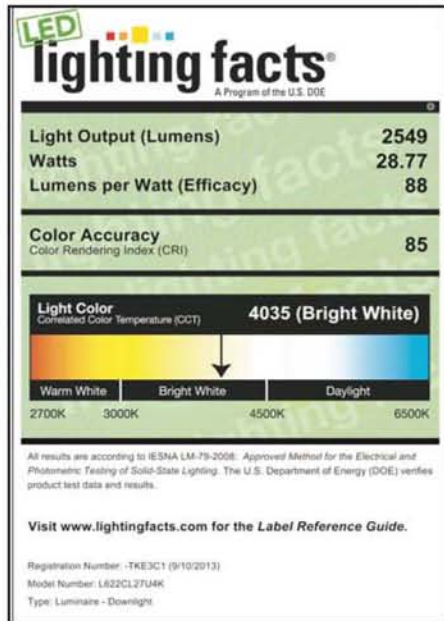 LED
lighting facts®
A Program of the U.S. DOE
Light Output (Lumens) 2549
Watts 28.77
Lumens per Watt (Efficacy) 88
Color Accuracy 85
Color Rendering Index (CRI)
Light Color 4035 (Bright White)
Correlated Color Temperature (CCT)
Warm White Bright White Daylight
2700K 3000K 4500K 6500K
All results are according to IESNA LM-79-2008: Approved Method for the Electrical and
Photometric Testing of Solid-State Lighting. The U.S. Department of Energy (DOE) verifies
product test data and results.
Visit www.lightingfacts.com for the Label Reference Guide.
Registration Number: -TKE3C1 (9/10/2013)
Model Number: L622CL27U4K
Type: Luminaire - Downlight